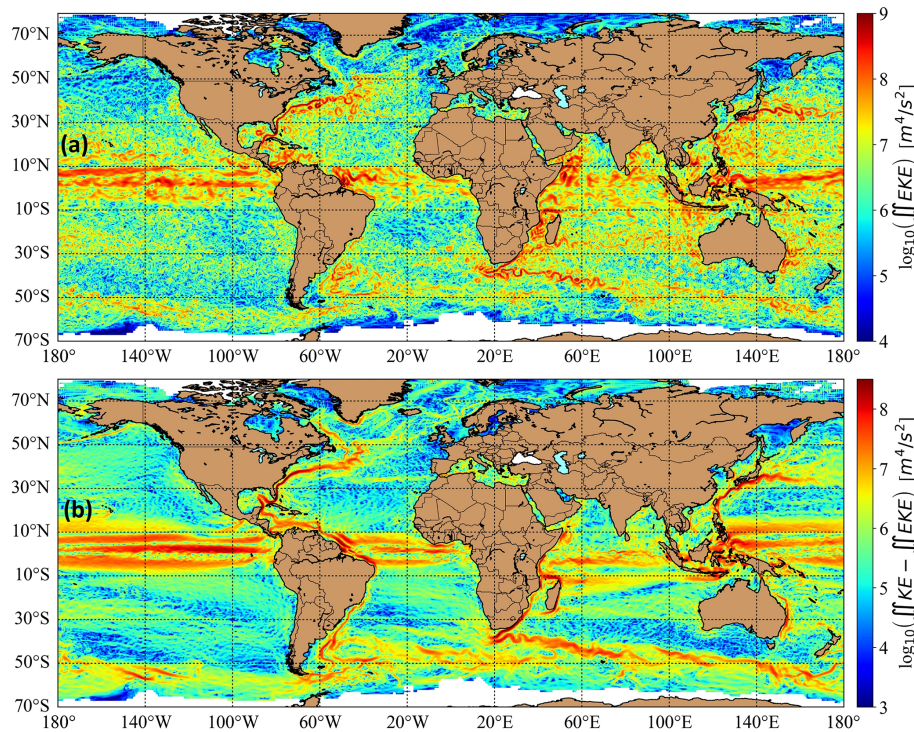 70°N
50°N
30°N
(a)
10°N
10°S
30°S
50°S
70°S
180°
140°W
100°W
60°W
20°W
20°E
60°E
100°E
140°E
180°
9
8
7
6
5
4
log₁₀(∬EKE) [m⁴/s²]
70°N
50°N
30°N
(b)
10°N
10°S
30°S
50°S
70°S
180°
140°W
100°W
60°W
20°W
20°E
60°E
100°E
140°E
180°
8
7
6
5
4
3
log₁₀(∬KE − ∬EKE) [m⁴/s²]